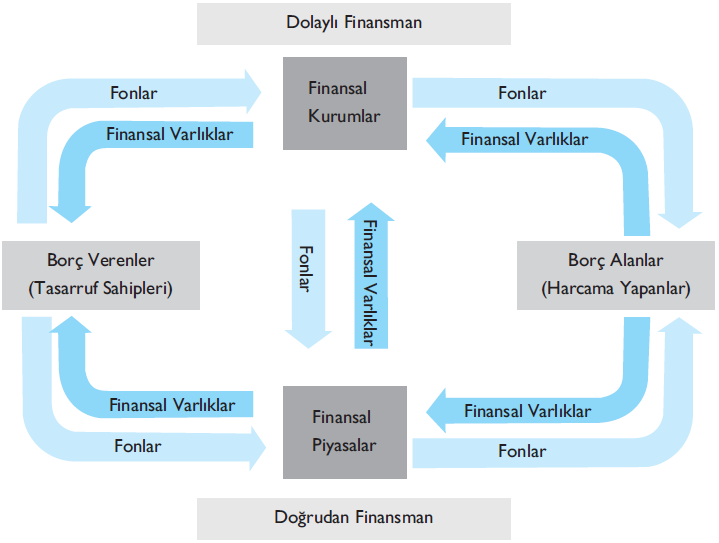 Dolaylı Finansman
Fonlar
Finansal
Kurumlar
Fonlar
Finansal Varlıklar
Finansal Varlıklar
Borç Verenler
(Tasarruf Sahipleri)
Fonlar
Finansal Varlıklar
Borç Alanlar
(Harcama Yapanlar)
Finansal Varlıklar
Fonlar
Finansal
Piyasalar
Finansal Varlıklar
Fonlar
Doğrudan Finansman